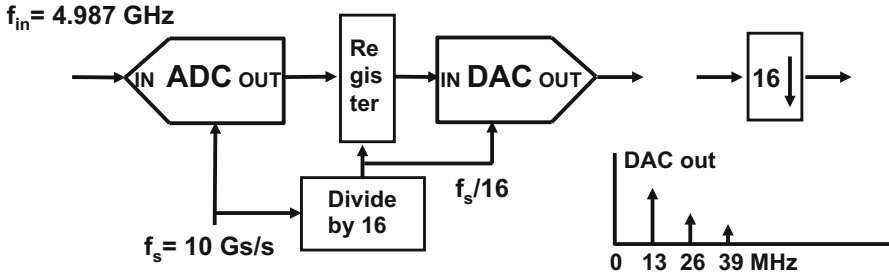 f_in= 4.987 GHz
IN ADC OUT
Re
gis
ter
IN DAC OUT
16
Divide
by 16
f_s/16
f_s= 10 Gs/s
DAC out
0 13 26 39 MHz